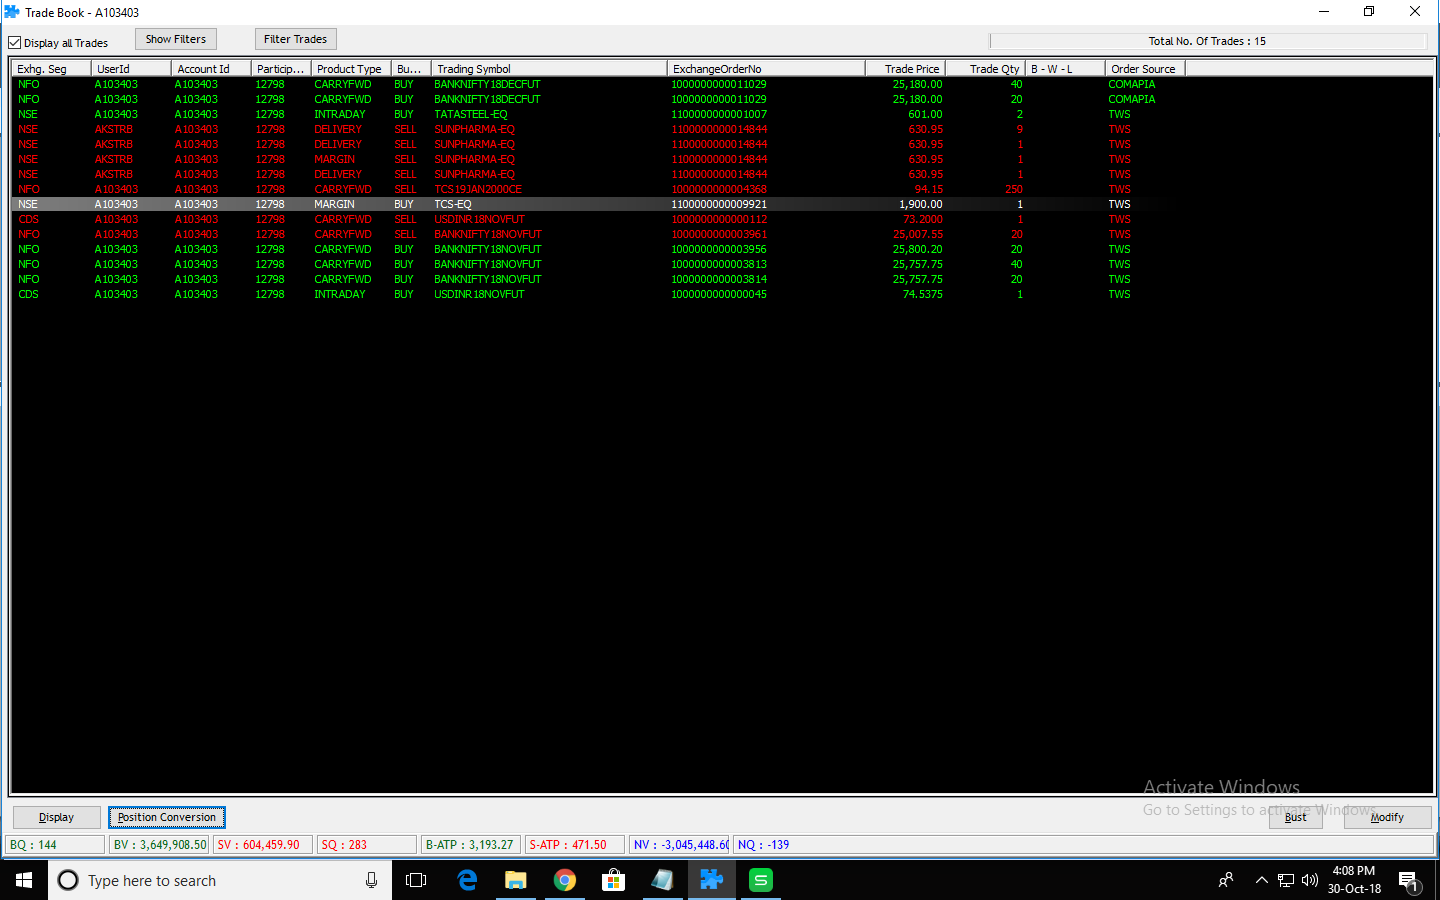 Trade Book - A103403
Display all Trades Show Filters Filter Trades Total No. Of Trades : 15
Exhg. Seg UserId Account Id Particip... Product Type Bu... Trading Symbol ExchangeOrderNo Trade Price Trade Qty B - W - L Order Source
NFO A103403 A103403 12798 CARRYFWD BUY BANKNIFTY18DECFUT 1000000000011029 25,180.00 40 COMAPIA
NFO A103403 A103403 12798 CARRYFWD BUY BANKNIFTY18DECFUT 1000000000011029 25,180.00 20 COMAPIA
NSE A103403 A103403 12798 INTRADAY BUY TATASTEEL-EQ 1100000000001007 601.00 2 TWS
NSE AKSTRB A103403 12798 DELIVERY SELL SUNPHARMA-EQ 1100000000014844 630.95 9 TWS
NSE AKSTRB A103403 12798 DELIVERY SELL SUNPHARMA-EQ 1100000000014844 630.95 1 TWS
NSE AKSTRB A103403 12798 MARGIN SELL SUNPHARMA-EQ 1100000000014844 630.95 1 TWS
NSE AKSTRB A103403 12798 DELIVERY SELL SUNPHARMA-EQ 1100000000014844 630.95 1 TWS
NFO A103403 A103403 12798 CARRYFWD SELL TCS19JAN2000CE 1000000000004368 94.15 250 TWS
NSE A103403 A103403 12798 MARGIN BUY TCS-EQ 1100000000009921 1,900.00 1 TWS
CDS A103403 A103403 12798 CARRYFWD SELL USDINR18NOVFUT 1000000000000112 73.2000 1 TWS
NFO A103403 A103403 12798 CARRYFWD SELL BANKNIFTY18NOVFUT 1000000000003961 25,007.55 20 TWS
NFO A103403 A103403 12798 CARRYFWD BUY BANKNIFTY18NOVFUT 1000000000003956 25,800.20 20 TWS
NFO A103403 A103403 12798 CARRYFWD BUY BANKNIFTY18NOVFUT 1000000000003813 25,757.75 40 TWS
NFO A103403 A103403 12798 CARRYFWD BUY BANKNIFTY18NOVFUT 1000000000003814 25,757.75 20 TWS
CDS A103403 A103403 12798 INTRADAY BUY USDINR18NOVFUT 1000000000000045 74.5375 1 TWS
Activate Windows
Go to Settings to activate Windows.
Display Position Conversion Bust Modify
BQ : 144 BV : 3,649,908.50 SV : 604,459.90 SQ : 283 B-ATP : 3,193.27 S-ATP : 471.50 NV : -3,045,448.60 NQ : -139
Type here to search 4:08 PM
30-Oct-18 1